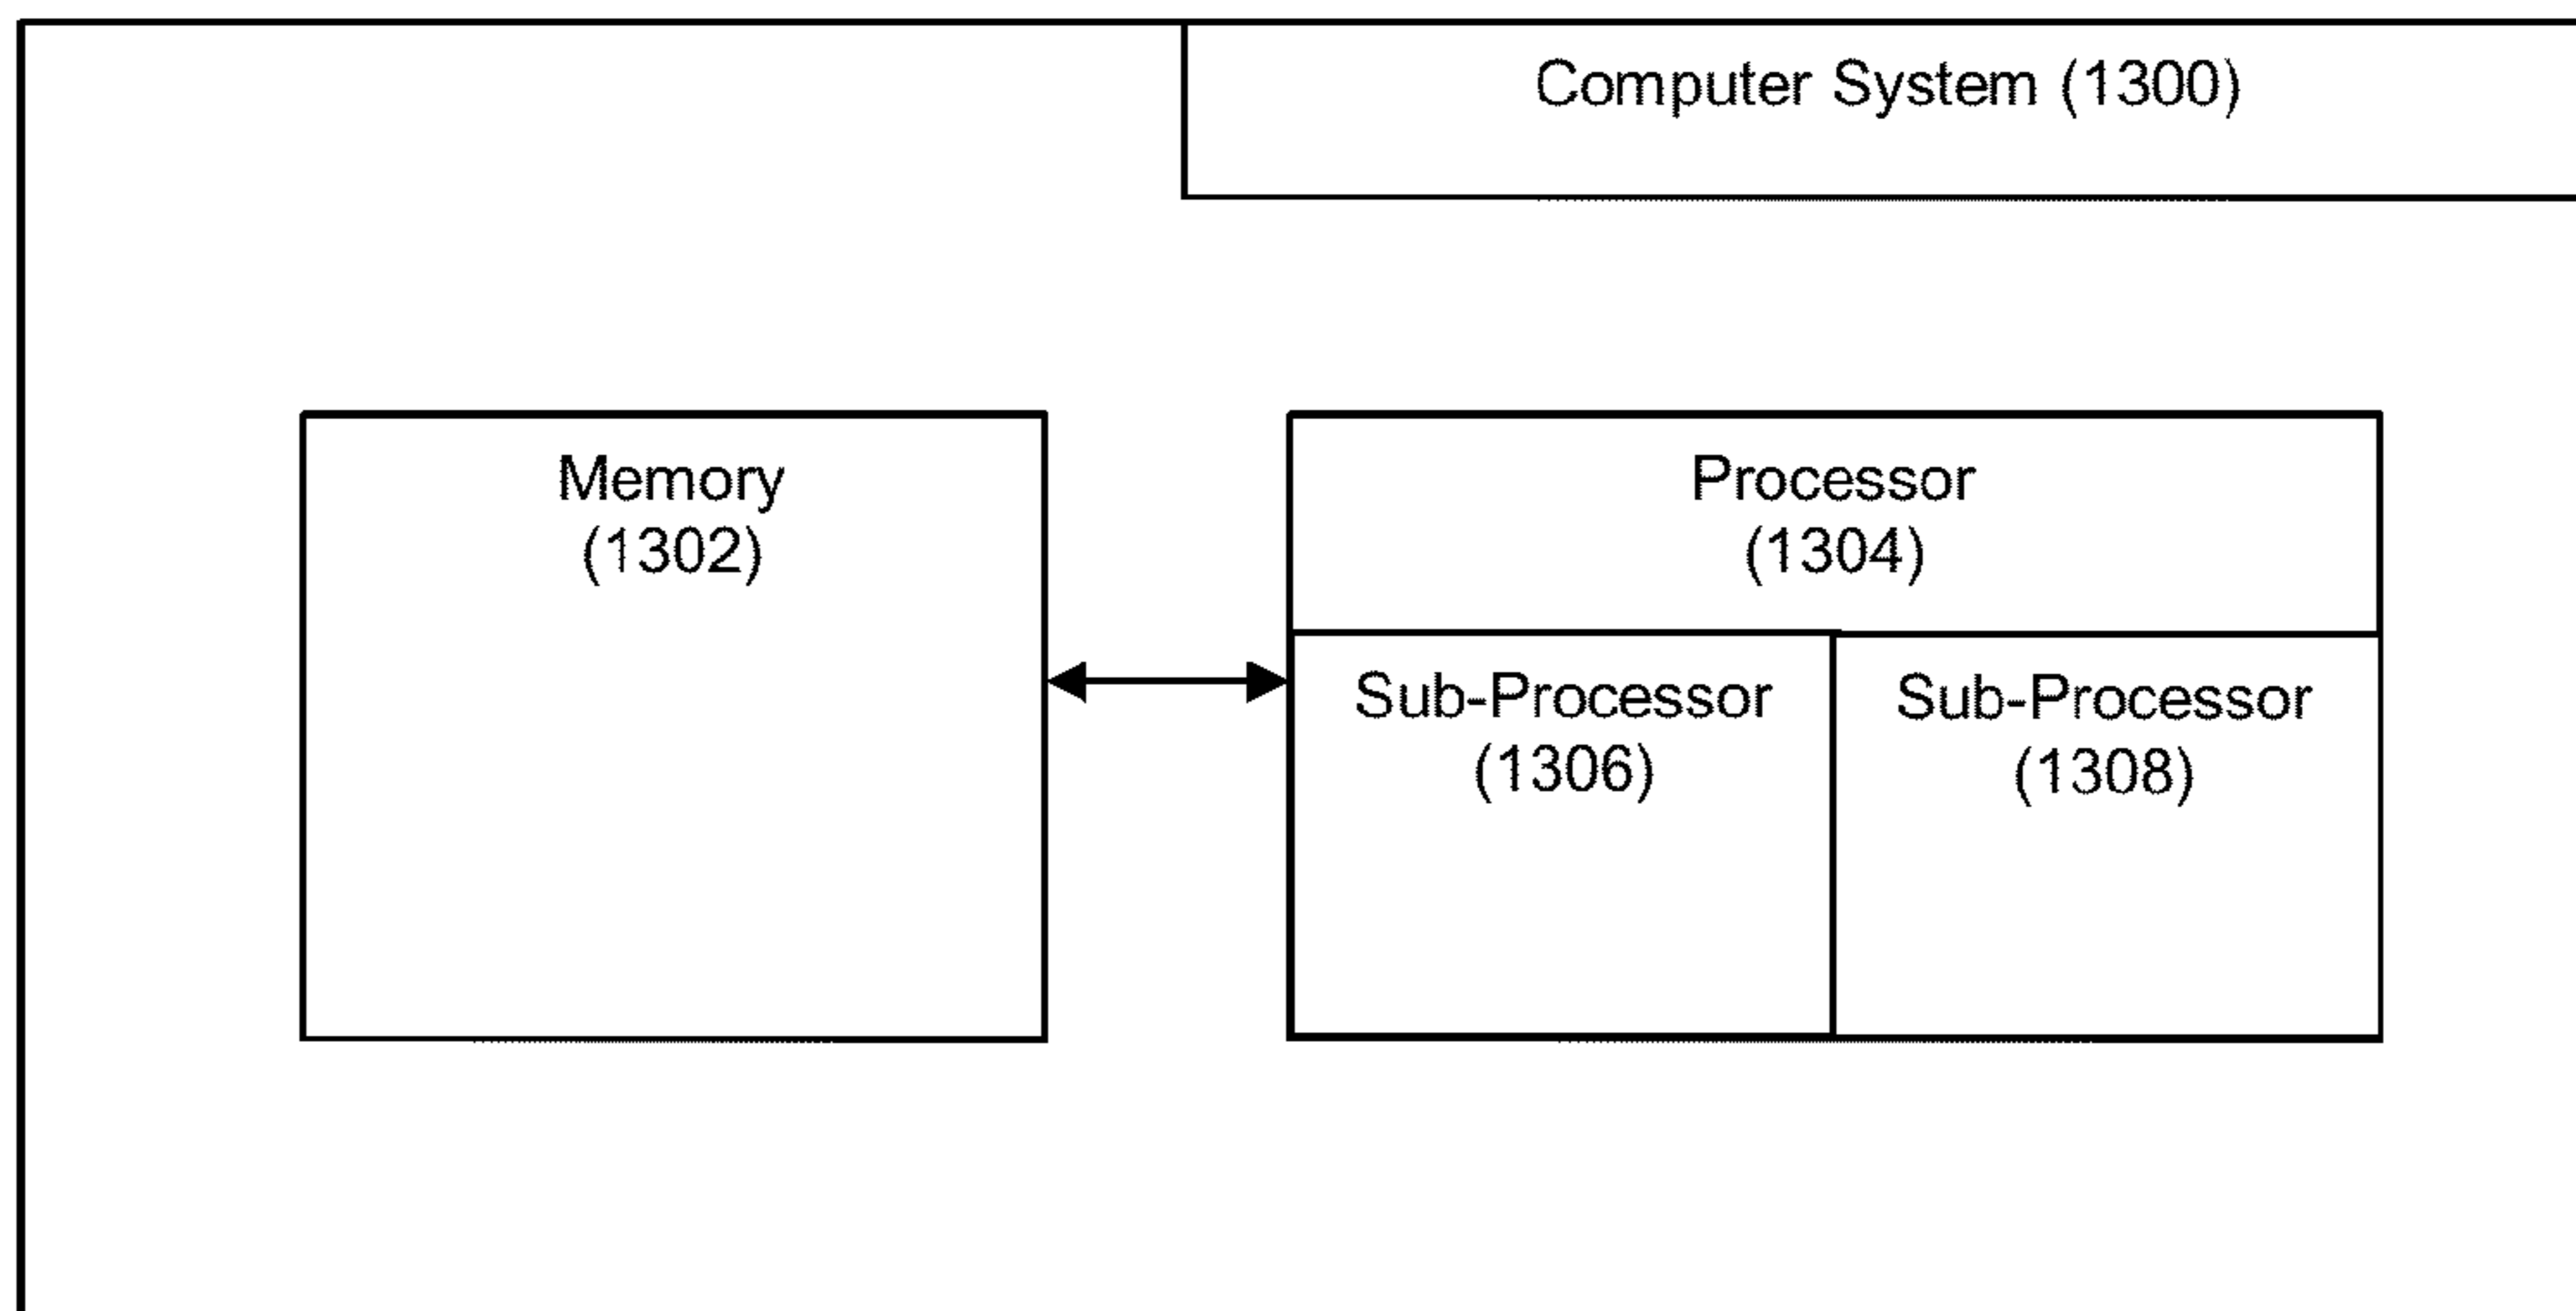 Computer System (1300)
Memory
(1302)
Processor
(1304)
Sub-Processor
(1306)
Sub-Processor
(1308)